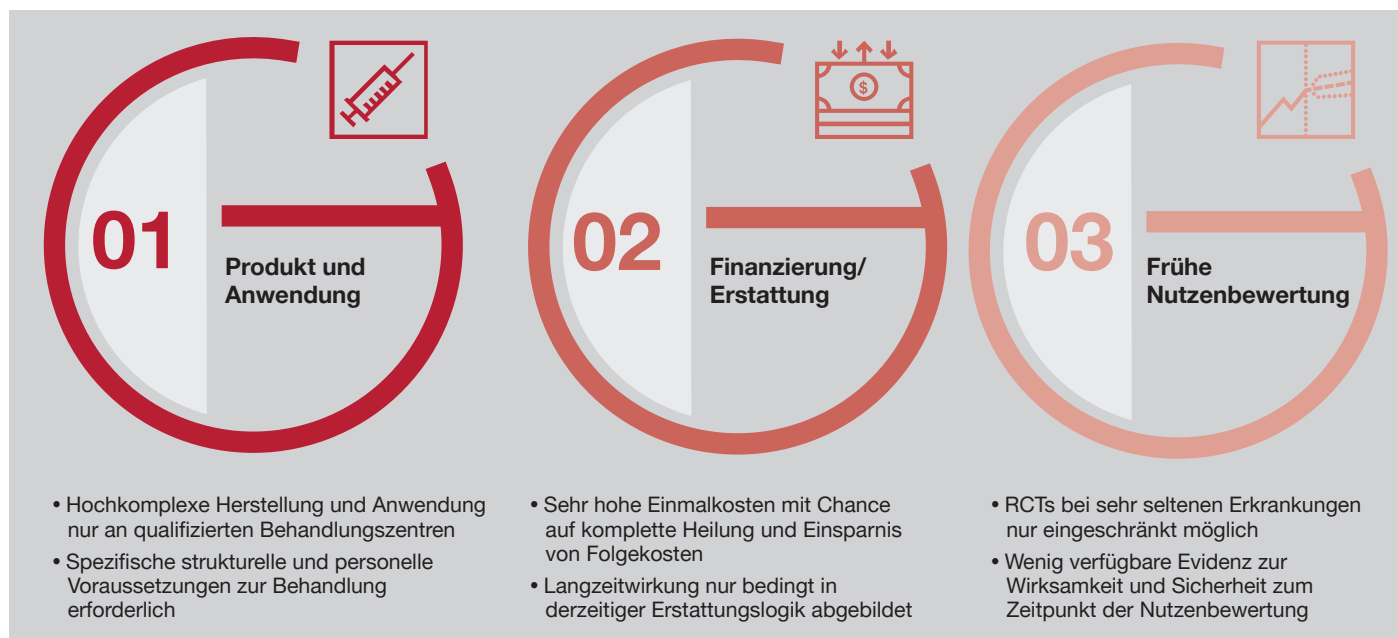 01
Produkt und
Anwendung
• Hochkomplexe Herstellung und Anwendung
nur an qualifizierten Behandlungszentren
• Spezifische strukturelle und personelle
Voraussetzungen zur Behandlung
erforderlich
$
02
Finanzierung/
Erstattung
• Sehr hohe Einmalkosten mit Chance
auf komplette Heilung und Einsparnis
von Folgekosten
• Langzeitwirkung nur bedingt in
derzeitiger Erstattungslogik abgebildet
03
Frühe
Nutzenbewertung
• RCTs bei sehr seltenen Erkrankungen
nur eingeschränkt möglich
• Wenig verfügbare Evidenz zur
Wirksamkeit und Sicherheit zum
Zeitpunkt der Nutzenbewertung